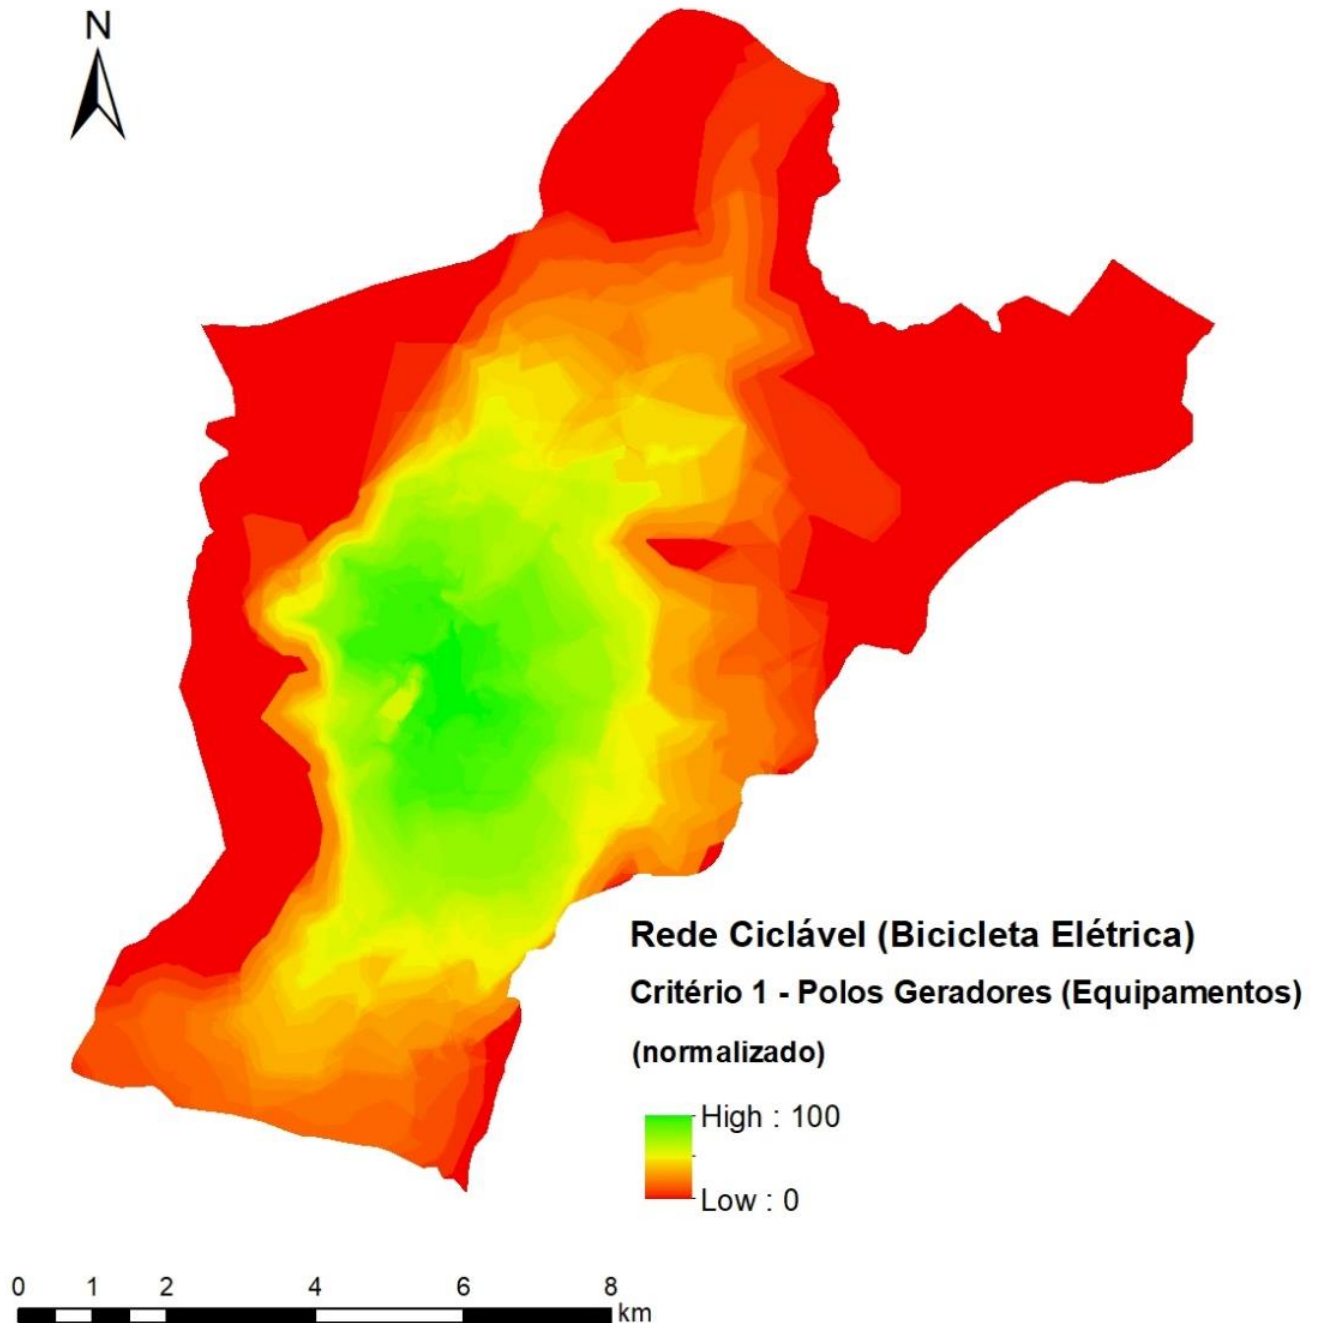 N
Rede Ciclável (Bicicleta Elétrica)
Critério 1 - Polos Geradores (Equipamentos)
(normalizado)
High : 100
Low : 0
0 1 2 4 6 8
km